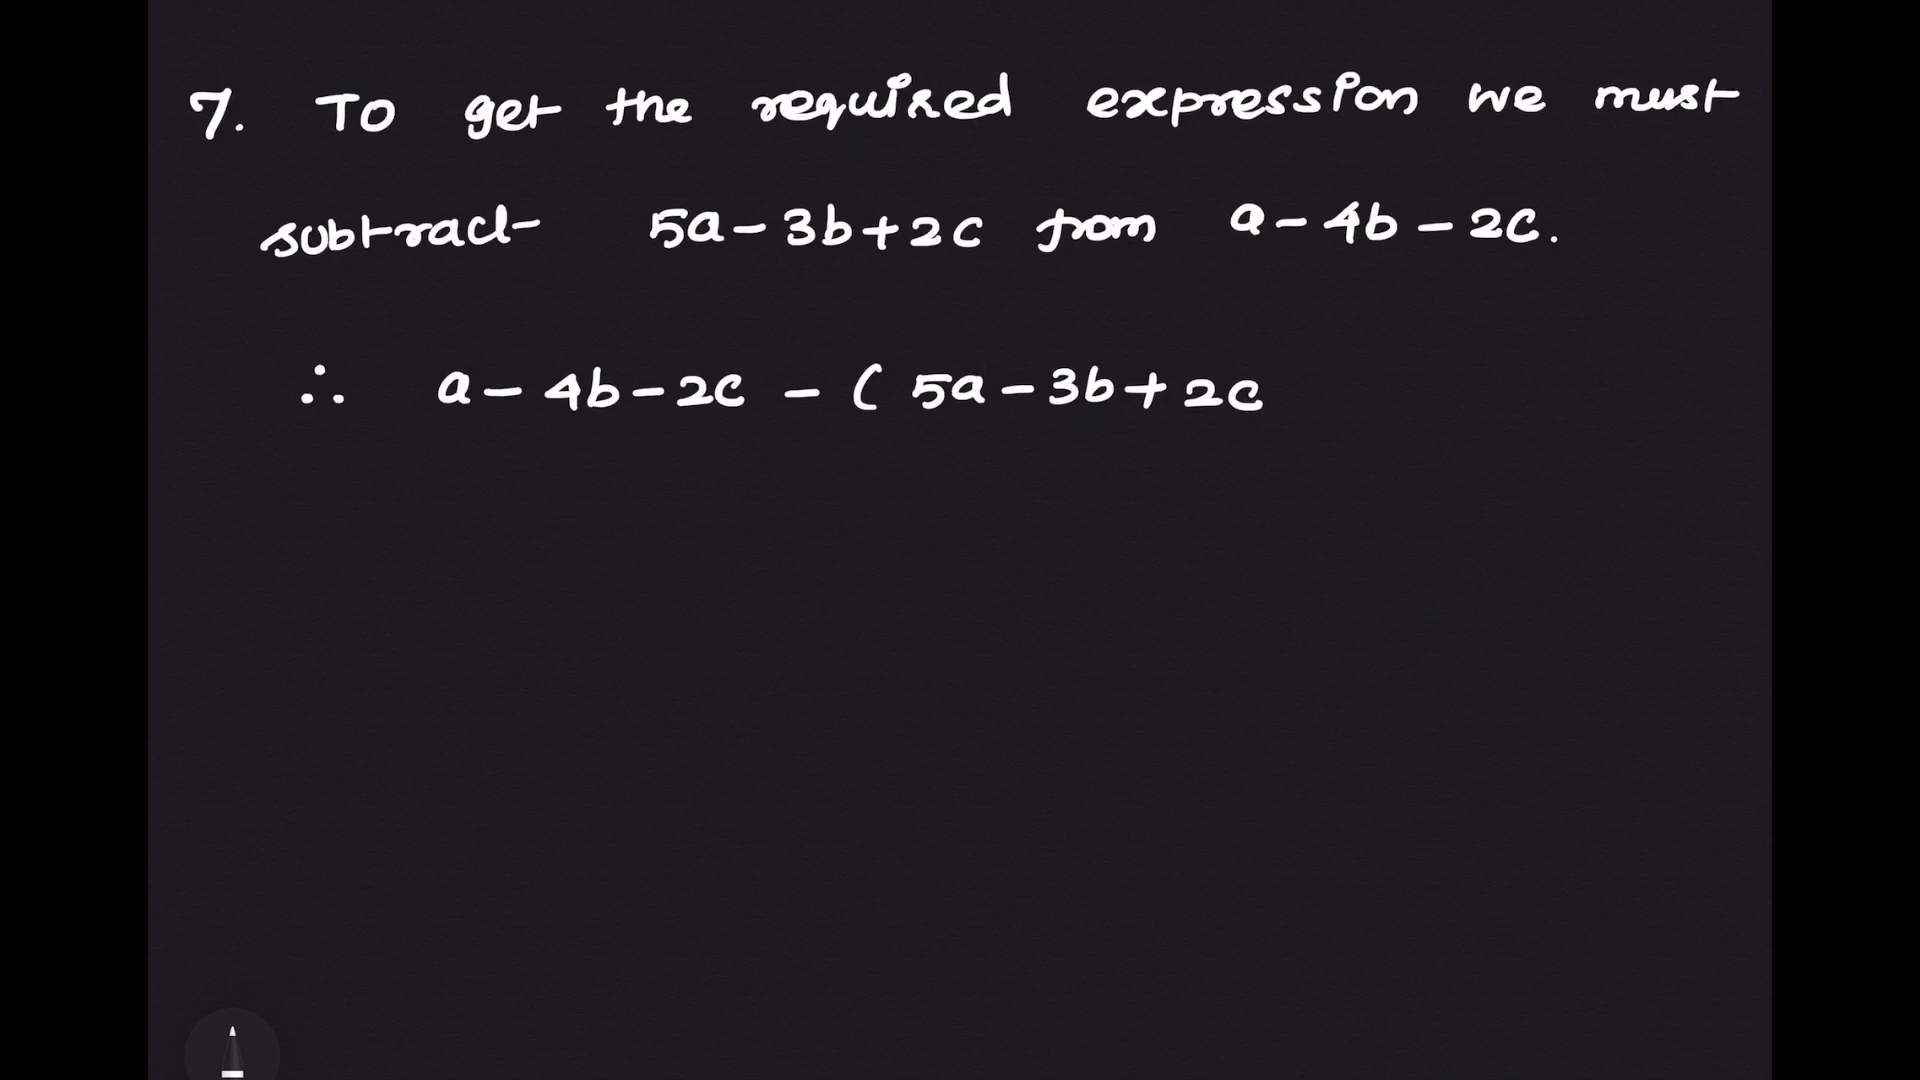 7. To get the required expression we must
subtract 5a - 3b + 2c from a - 4b - 2c.
∴ a - 4b - 2c - ( 5a - 3b + 2c